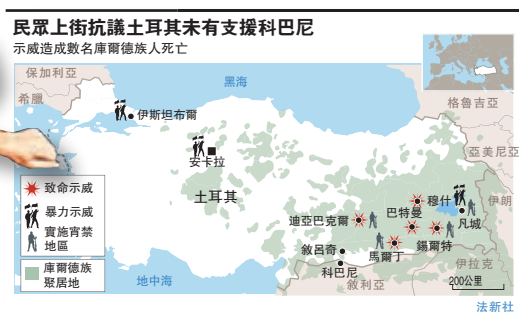 民眾上街抗議土耳其未有支援科巴尼
示威造成數名庫爾德族人死亡
保加利亞
黑海
希臘
伊斯坦布爾
格魯吉亞
安卡拉
亞美尼亞
土耳其
致命示威
暴力示威
實施宵禁
地區
庫爾德族
聚居地
穆什
伊朗
巴特曼
迪亞巴克爾
凡城
錫爾特
敘呂奇
馬爾丁
伊拉克
科巴尼
地中海
敘利亞
200公里
法新社